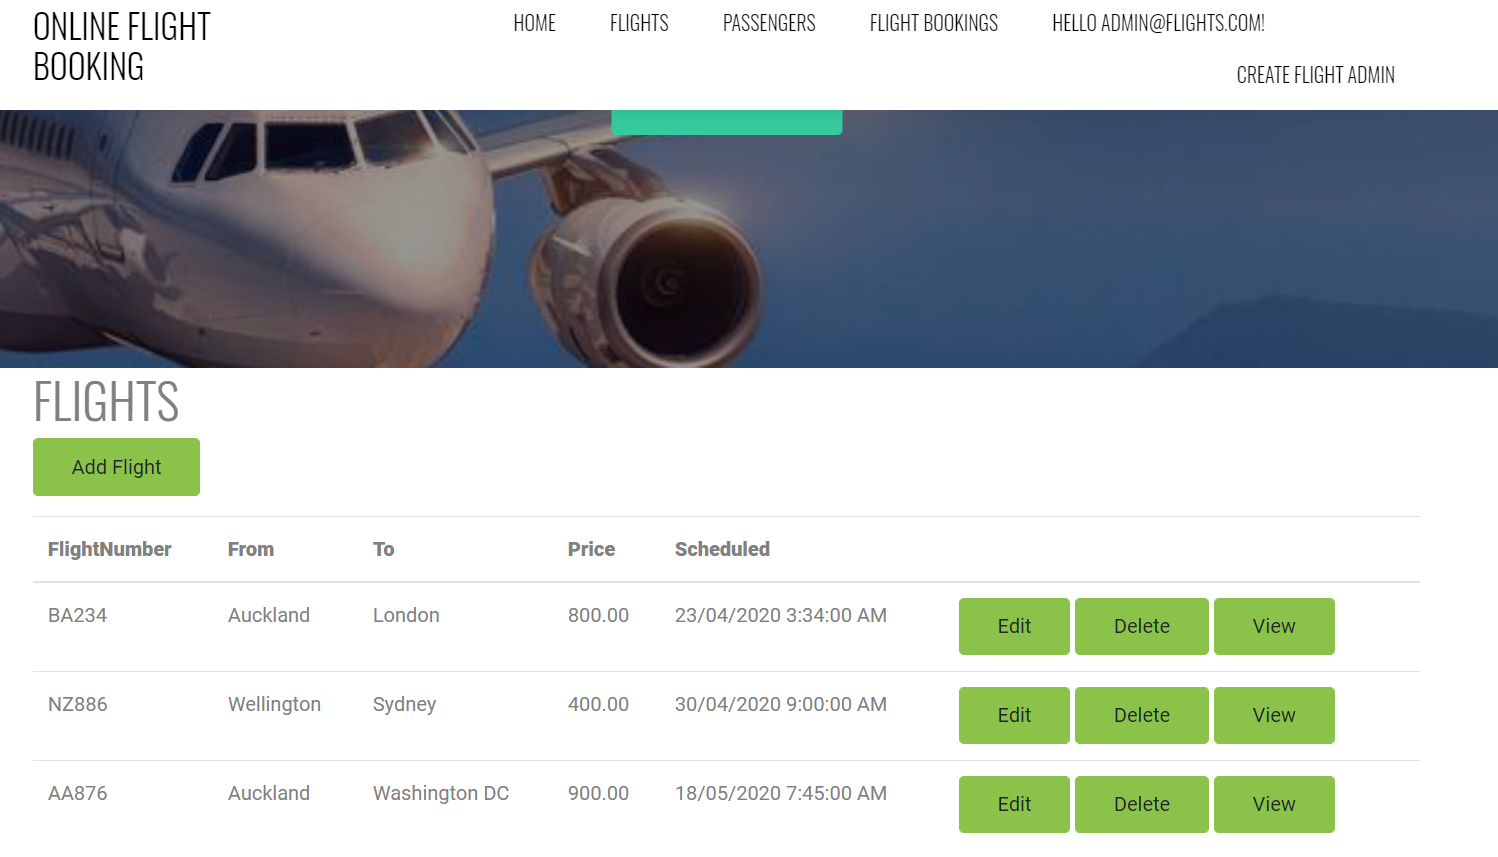 ONLINE FLIGHT
BOOKING
HOME FLIGHTS PASSENGERS FLIGHT BOOKINGS HELLO ADMIN@FLIGHTS.COM!
CREATE FLIGHT ADMIN
FLIGHTS
Add Flight
FlightNumber From To Price Scheduled
BA234 Auckland London 800.00 23/04/2020 3:34:00 AM Edit Delete View
NZ886 Wellington Sydney 400.00 30/04/2020 9:00:00 AM Edit Delete View
AA876 Auckland Washington DC 900.00 18/05/2020 7:45:00 AM Edit Delete View